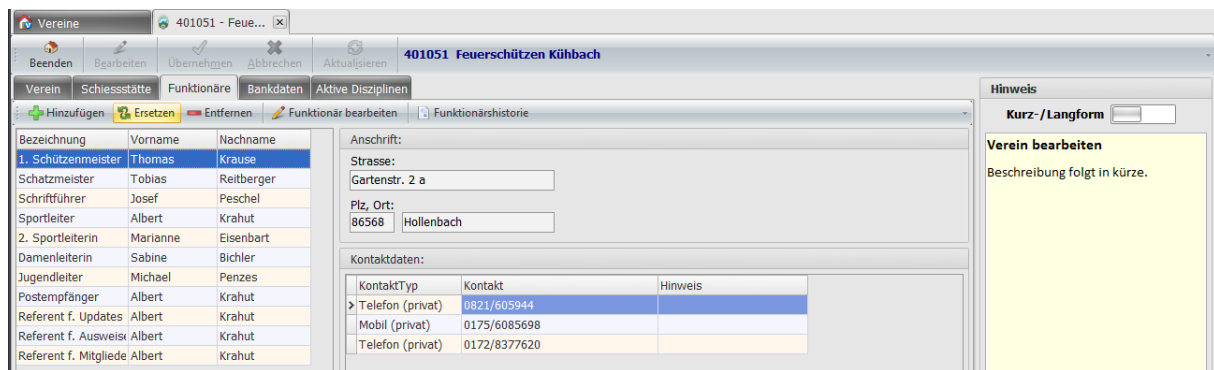 Vereine
401051 - Feue...
Beenden Bearbeiten Übernehmen Abbrechen Aktualisieren 401051 Feuerschützen Kühbach
Verein Schiessstätte Funktionäre Bankdaten Aktive Disziplinen
Hinzufügen Ersetzen Entfernen Funktionär bearbeiten Funktionärshistorie
Bezeichnung Vorname Nachname
1. Schützenmeister Thomas Krause
Schatzmeister Tobias Reitberger
Schriftführer Josef Peschel
Sportleiter Albert Krahut
2. Sportleiterin Marianne Eisenbart
Damenleiterin Sabine Bichler
Jugendleiter Michael Penzes
Postempfänger Albert Krahut
Referent f. Updates Albert Krahut
Referent f. Ausweise Albert Krahut
Referent f. Mitgliede Albert Krahut
Anschrift:
Strasse:
Gartenstr. 2 a
Plz, Ort:
86568 Hollenbach
Kontaktdaten:
KontaktTyp Kontakt Hinweis
Telefon (privat) 0821/605944
Mobil (privat) 0175/6085698
Telefon (privat) 0172/8377620
Hinweis
Kurz-/Langform
Verein bearbeiten
Beschreibung folgt in kürze.